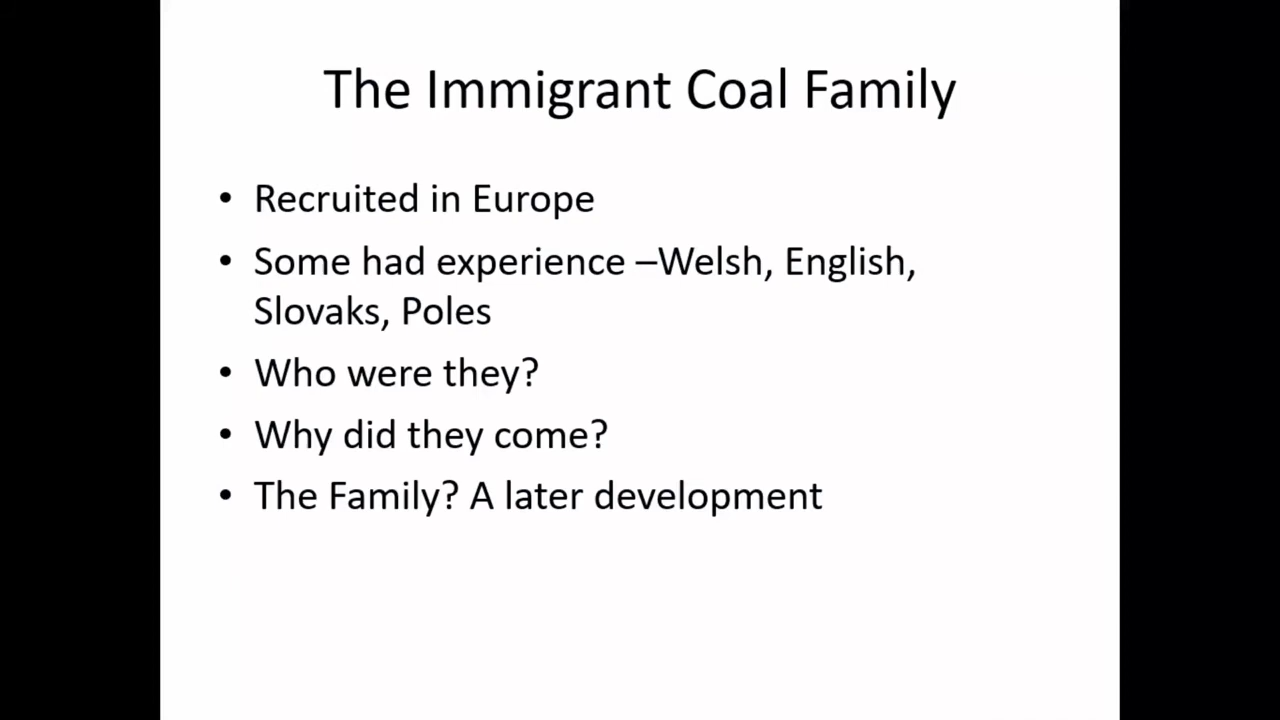 The Immigrant Coal Family
• Recruited in Europe
• Some had experience –Welsh, English,
Slovaks, Poles
• Who were they?
• Why did they come?
• The Family? A later development